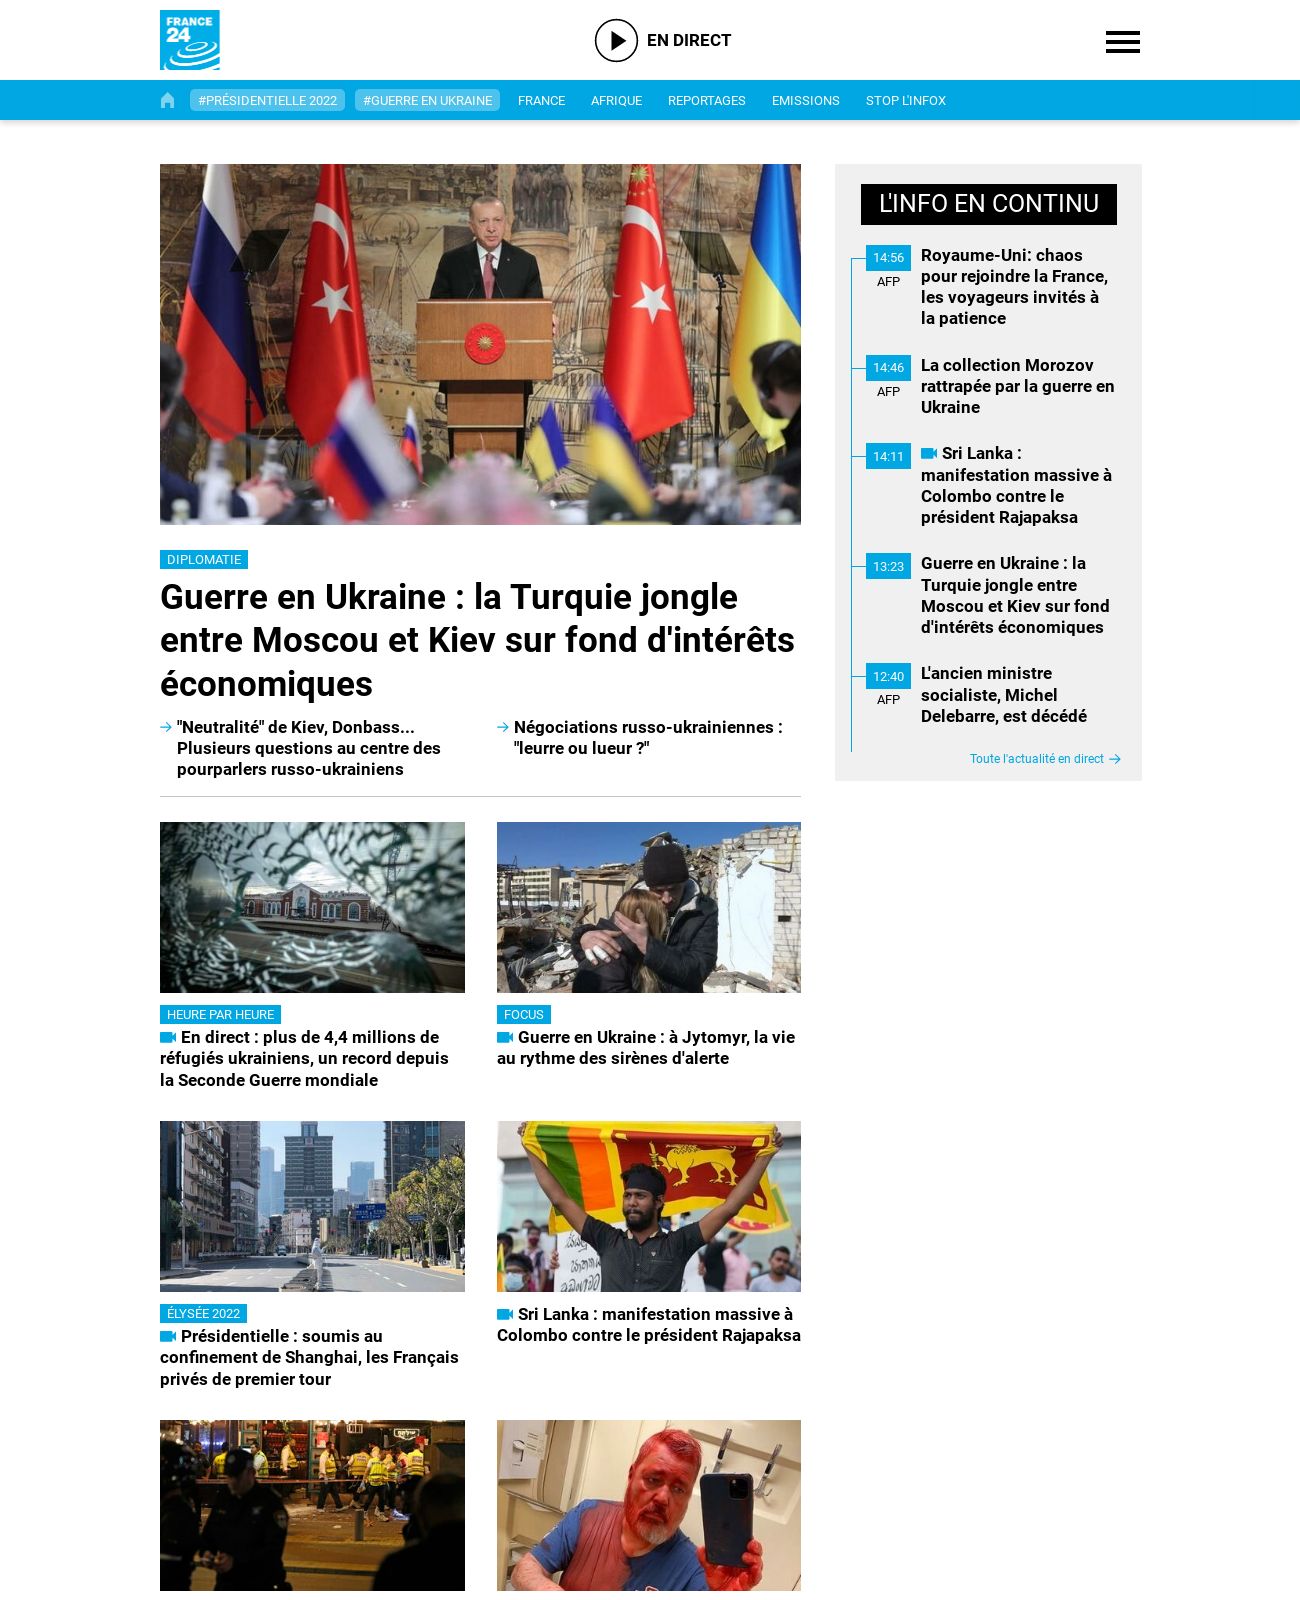 FRANCE
24
EN DIRECT
#PRÉSIDENTIELLE 2022
#GUERRE EN UKRAINE
FRANCE
AFRIQUE
REPORTAGES
EMISSIONS
STOP L'INFOX
DIPLOMATIE
Guerre en Ukraine : la Turquie jongle
entre Moscou et Kiev sur fond d'intérêts
économiques
"Neutralité" de Kiev, Donbass...
Plusieurs questions au centre des
pourparlers russo-ukrainiens
Négociations russo-ukrainiennes :
"leurre ou lueur ?"
HEURE PAR HEURE
En direct : plus de 4,4 millions de
réfugiés ukrainiens, un record depuis
la Seconde Guerre mondiale
FOCUS
Guerre en Ukraine : à Jytomyr, la vie
au rythme des sirènes d'alerte
ÉLYSÉE 2022
Présidentielle : soumis au
confinement de Shanghai, les Français
privés de premier tour
Sri Lanka : manifestation massive à
Colombo contre le président Rajapaksa
L'INFO EN CONTINU
14:56
AFP
Royaume-Uni: chaos
pour rejoindre la France,
les voyageurs invités à
la patience
14:46
AFP
La collection Morozov
rattrapée par la guerre en
Ukraine
14:11
Sri Lanka :
manifestation massive à
Colombo contre le
président Rajapaksa
13:23
Guerre en Ukraine : la
Turquie jongle entre
Moscou et Kiev sur fond
d'intérêts économiques
12:40
AFP
L'ancien ministre
socialiste, Michel
Delebarre, est décédé
Toute l'actualité en direct